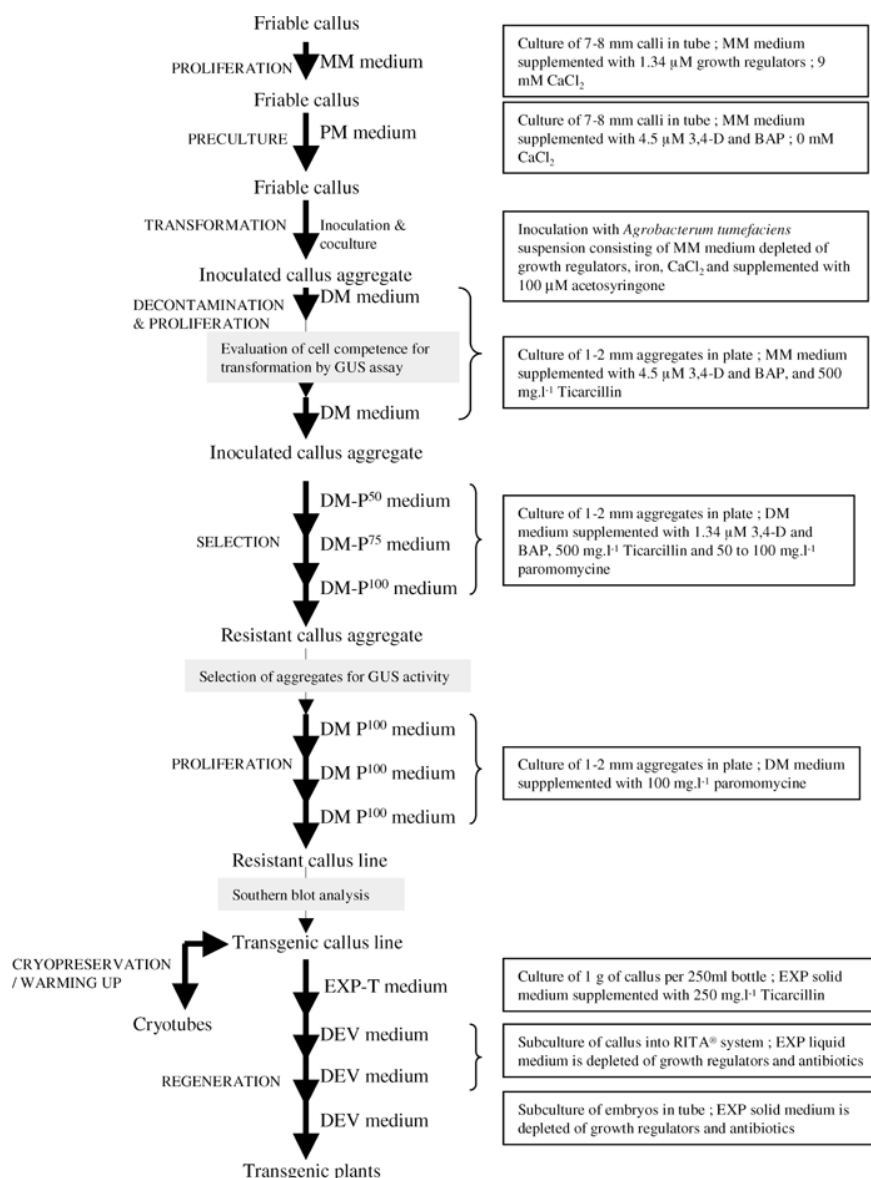 Friable callus
PROLIFERATION
MM medium
Culture of 7-8 mm calli in tube ; MM medium
supplemented with 1.34 µM growth regulators ; 9
mM CaCl₂
Friable callus
PRECULTURE
PM medium
Culture of 7-8 mm calli in tube ; MM medium
supplemented with 4.5 µM 3,4-D and BAP ; 0 mM
CaCl₂
Friable callus
TRANSFORMATION
Inoculation &
coculture
Inoculation with Agrobacterum tumefaciens
suspension consisting of MM medium depleted of
growth regulators, iron, CaCl₂ and supplemented with
100 µM acetosyringone
Inoculated callus aggregate
DECONTAMINATION
& PROLIFERATION
DM medium
Evaluation of cell competence for
transformation by GUS assay
DM medium
Culture of 1-2 mm aggregates in plate ; MM medium
supplemented with 4.5 µM 3,4-D and BAP, and 500
mg.l⁻¹ Ticarcillin
Inoculated callus aggregate
SELECTION
DM-P⁵⁰ medium
DM-P⁷⁵ medium
DM-P¹⁰⁰ medium
Culture of 1-2 mm aggregates in plate ; DM
medium supplemented with 1.34 µM 3,4-D and
BAP, 500 mg.l⁻¹ Ticarcillin and 50 to 100 mg.l⁻¹
paromomycine
Resistant callus aggregate
Selection of aggregates for GUS activity
PROLIFERATION
DM P¹⁰⁰ medium
DM P¹⁰⁰ medium
DM P¹⁰⁰ medium
Culture of 1-2 mm aggregates in plate ; DM medium
suppplemented with 100 mg.l⁻¹ paromomycine
Resistant callus line
Southern blot analysis
Transgenic callus line
CRYOPRESERVATION
/ WARMING UP
Cryotubes
EXP-T medium
Culture of 1 g of callus per 250ml bottle ; EXP solid
medium supplemented with 250 mg.l⁻¹ Ticarcillin
REGENERATION
DEV medium
DEV medium
Subculture of callus into RITA® system ; EXP liquid
medium is depleted of growth regulators and antibiotics
DEV medium
Subculture of embryos in tube ; EXP solid medium is
depleted of growth regulators and antibiotics
Transgenic plants